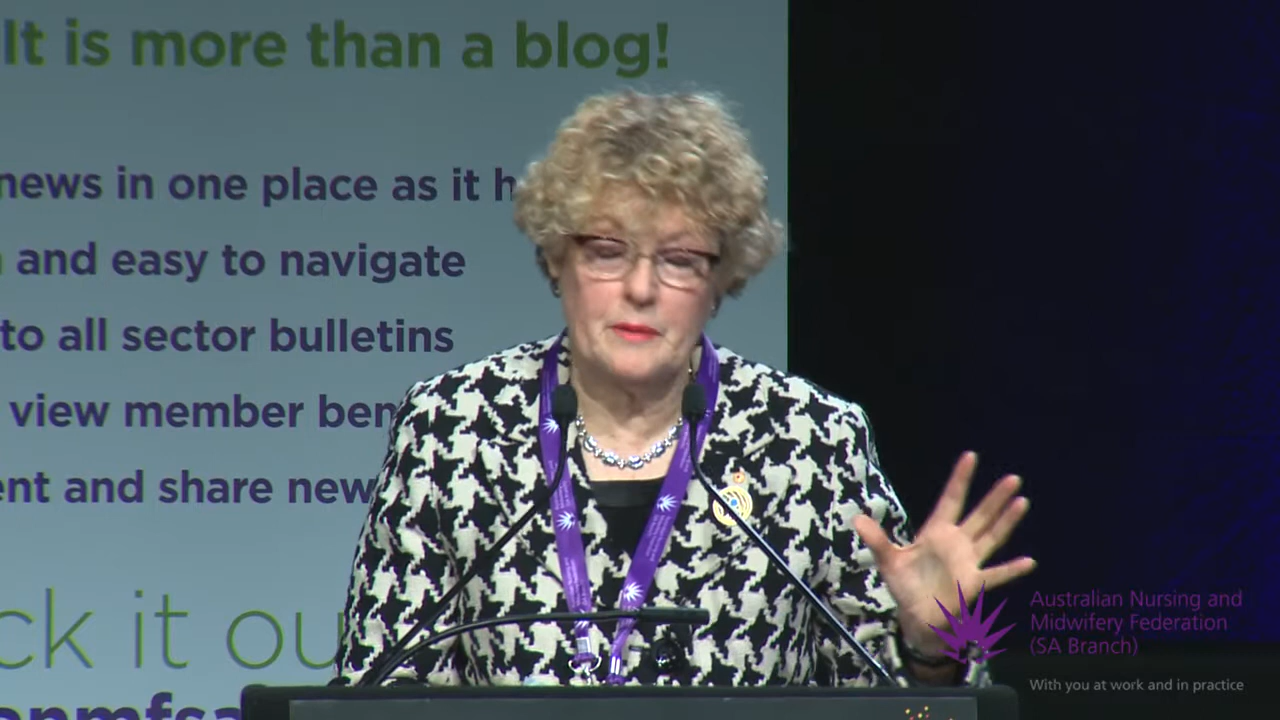 It is more than a blog!
news in one place as it h
and easy to navigate
to all sector bulletins
view member ben
ent and share new
ck it ou
anmfsa
Australian Nursing and
Midwifery Federation
(SA Branch)
With you at work and in practice